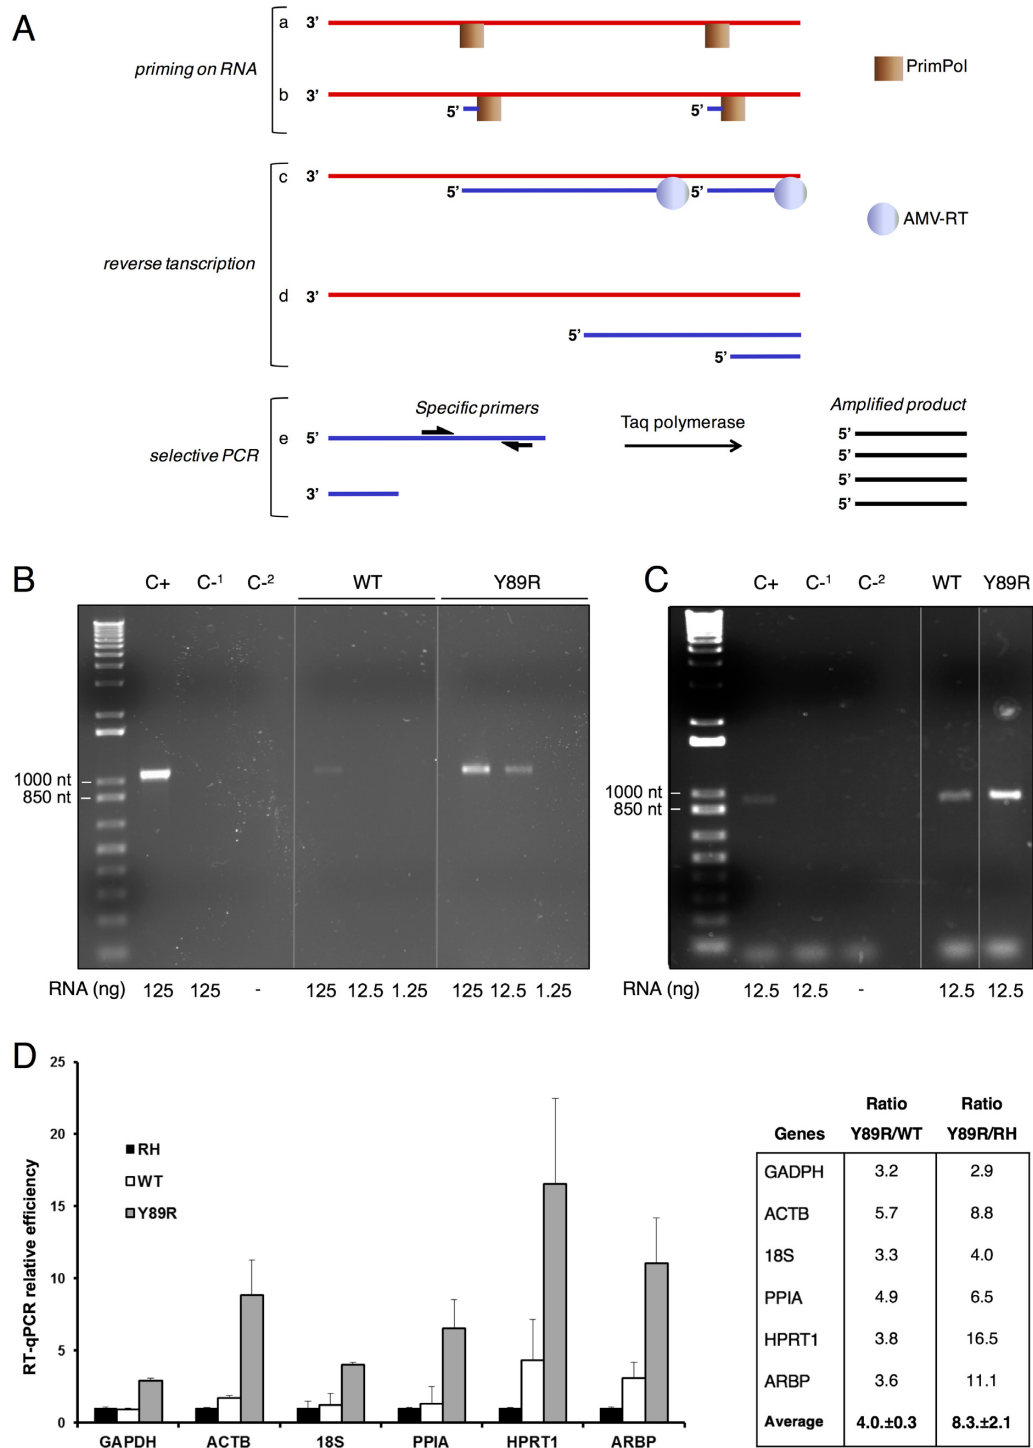 A
a 3’
priming on RNA
PrimPol
b 3’
5’ 5’
c 3’
5’ 5’
AMV-RT
reverse tanscription
d 3’
5’
5’
Specific primers
Taq polymerase
Amplified product
e 5’
5’
5’
selective PCR
5’
3’
5’
B
C+ C-1 C-2 WT Y89R
1000 nt
850 nt
RNA (ng) 125 125 - 125 12.5 1.25 125 12.5 1.25
C
C+ C-1 C-2 WT Y89R
1000 nt
850 nt
RNA (ng) 12.5 12.5 - 12.5 12.5
D
RT-qPCR relative efficiency
25
20
15
10
5
0
RH
WT
Y89R
GAPDH ACTB 18S PPIA HPRT1 ARBP
Ratio Ratio
Genes Y89R/WT Y89R/RH
GADPH 3.2 2.9
ACTB 5.7 8.8
18S 3.3 4.0
PPIA 4.9 6.5
HPRT1 3.8 16.5
ARBP 3.6 11.1
Average 4.0.±0.3 8.3.±2.1